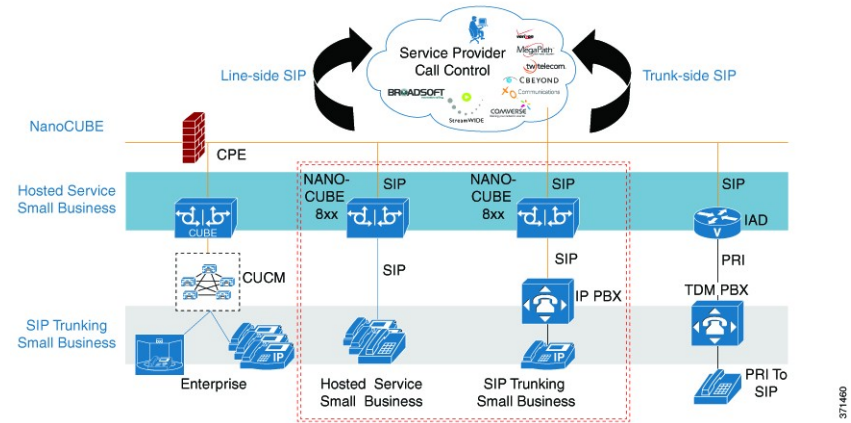 Service Provider
Call Control
verizon
MegaPath
tw telecom
CBEYOND
XO Communications
BROADSOFT
StreamWIDE
COMVERSE
Line-side SIP
Trunk-side SIP
NanoCUBE
CPE
Hosted Service
Small Business
NANO-
CUBE
8xx
SIP
NANO-
CUBE
8xx
SIP
SIP
CUBE
IAD
V
CUCM
SIP
SIP
PRI
IP PBX
TDM PBX
SIP Trunking
Small Business
IP
IP
Enterprise
Hosted Service
Small Business
SIP Trunking
Small Business
PRI To
SIP
371460